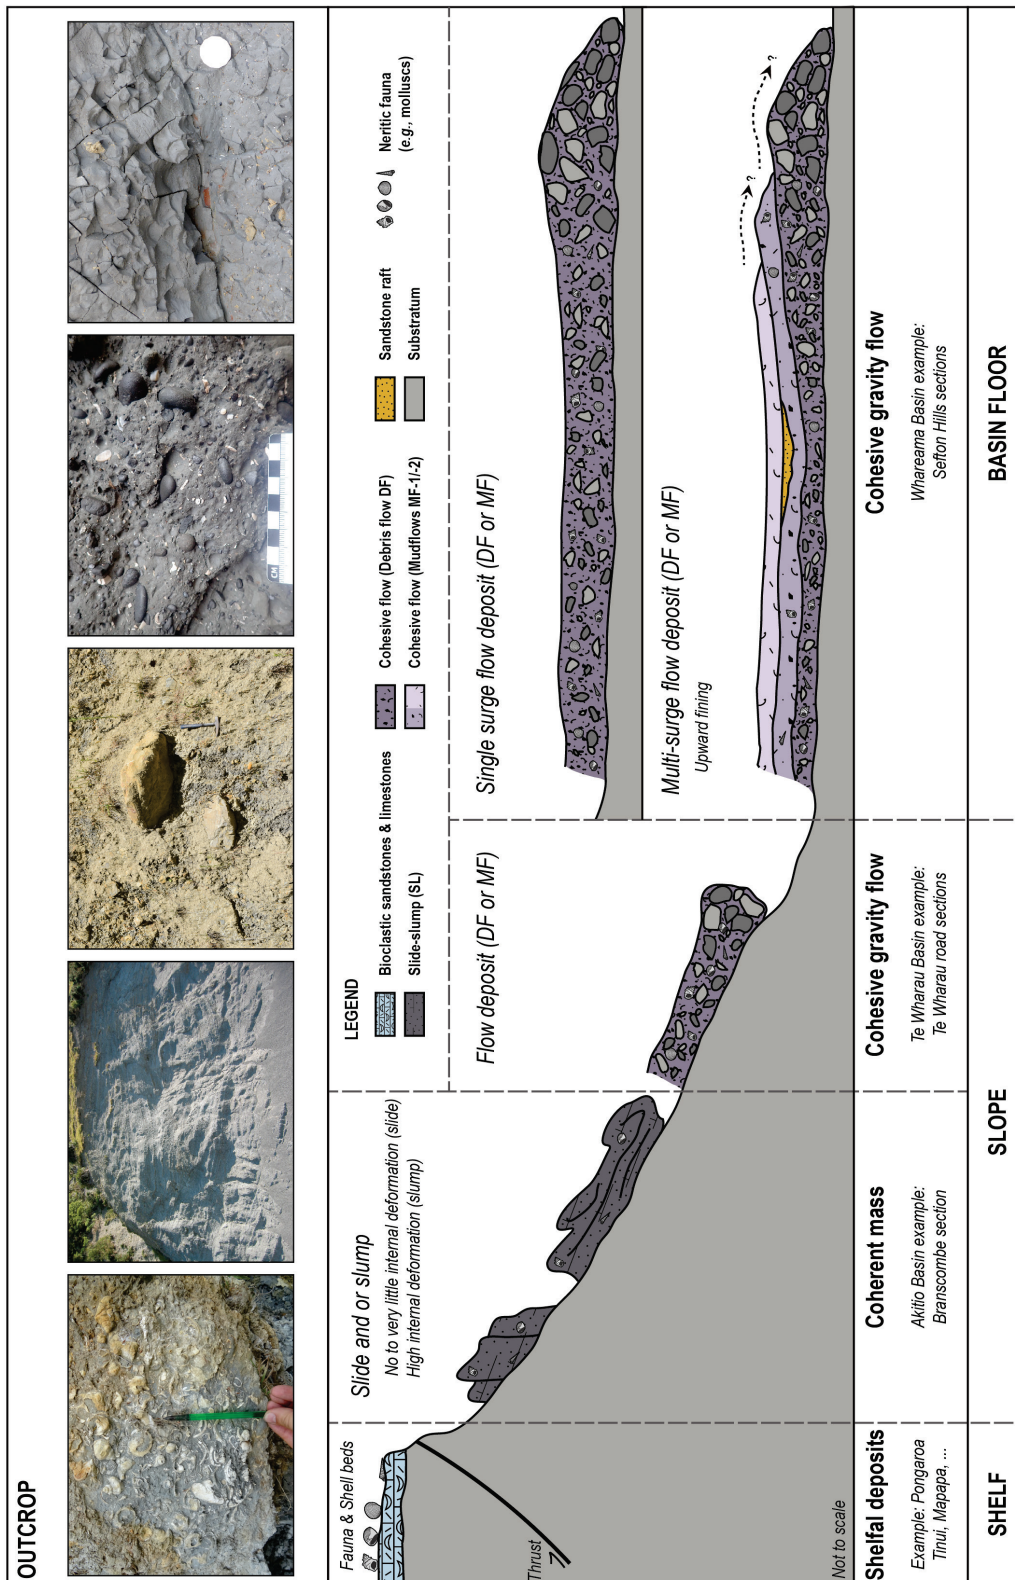 OUTCROP
CM
LEGEND
Bioclastic sandstones & limestones
Slide-slump (SL)
Cohesive flow (Debris flow DF)
Cohesive flow (Mudflows MF-1/-2)
Sandstone raft
Substratum
Neritic fauna
(e.g., molluscs)
Fauna & Shell beds
Thrust
Not to scale
Slide and or slump
No to very little internal deformation (slide)
High internal deformation (slump)
Flow deposit (DF or MF)
Single surge flow deposit (DF or MF)
Multi-surge flow deposit (DF or MF)
Upward fining
?
?
Shelfal deposits
Example: Pongaroa
Tinui, Mapapa, ...
Coherent mass
Akitio Basin example:
Branscombe section
Cohesive gravity flow
Te Wharau Basin example:
Te Wharau road sections
Cohesive gravity flow
Whareama Basin example:
Sefton Hills sections
SHELF
SLOPE
BASIN FLOOR